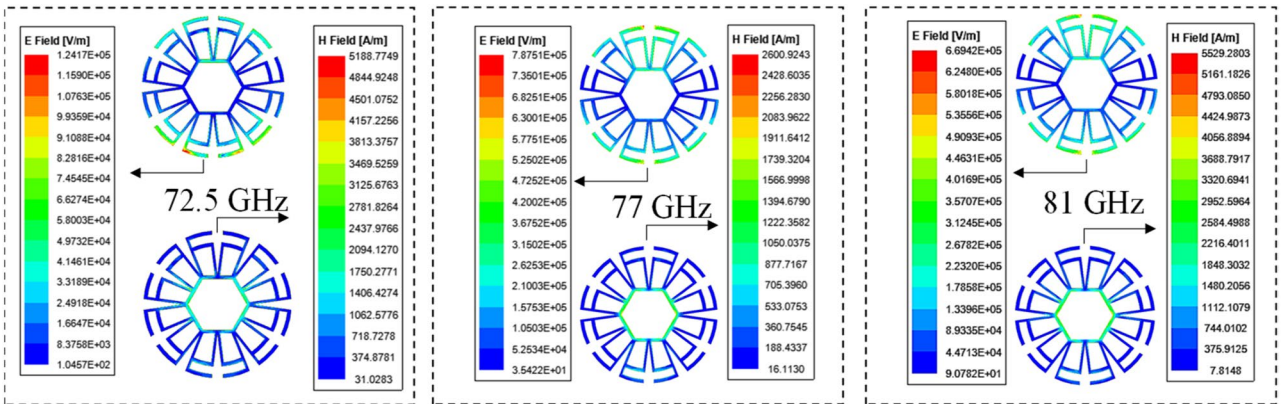 E Field [V/m]
1.2417E+05
1.1590E+05
1.0763E+05
9.9359E+04
9.1088E+04
8.2816E+04
7.4545E+04
6.6274E+04
5.8003E+04
4.9732E+04
4.1461E+04
3.3189E+04
2.4918E+04
1.6647E+04
8.3758E+03
1.0457E+02
72.5 GHz
H Field [A/m]
5188.7749
4844.9248
4501.0752
4157.2256
3813.3757
3469.5259
3125.6763
2781.8264
2437.9766
2094.1270
1750.2771
1406.4274
1062.5776
718.7278
374.8781
31.0283
E Field [V/m]
7.8751E+05
7.3501E+05
6.8251E+05
6.3001E+05
5.7751E+05
5.2502E+05
4.7252E+05
4.2002E+05
3.6752E+05
3.1502E+05
2.6253E+05
2.1003E+05
1.5753E+05
1.0503E+05
5.2534E+04
3.5422E+01
77 GHz
H Field [A/m]
2600.9243
2428.6035
2256.2830
2083.9622
1911.6412
1739.3204
1566.9998
1394.6790
1222.3582
1050.0375
877.7167
705.3960
533.0753
360.7545
188.4337
16.1130
E Field [V/m]
6.6942E+05
6.2480E+05
5.8018E+05
5.3556E+05
4.9093E+05
4.4631E+05
4.0169E+05
3.5707E+05
3.1245E+05
2.6782E+05
2.2320E+05
1.7858E+05
1.3396E+05
8.9335E+04
4.4713E+04
9.0782E+01
81 GHz
H Field [A/m]
5529.2803
5161.1826
4793.0850
4424.9873
4056.8894
3688.7917
3320.6941
2952.5964
2584.4988
2216.4011
1848.3032
1480.2056
1112.1079
744.0102
375.9125
7.8148